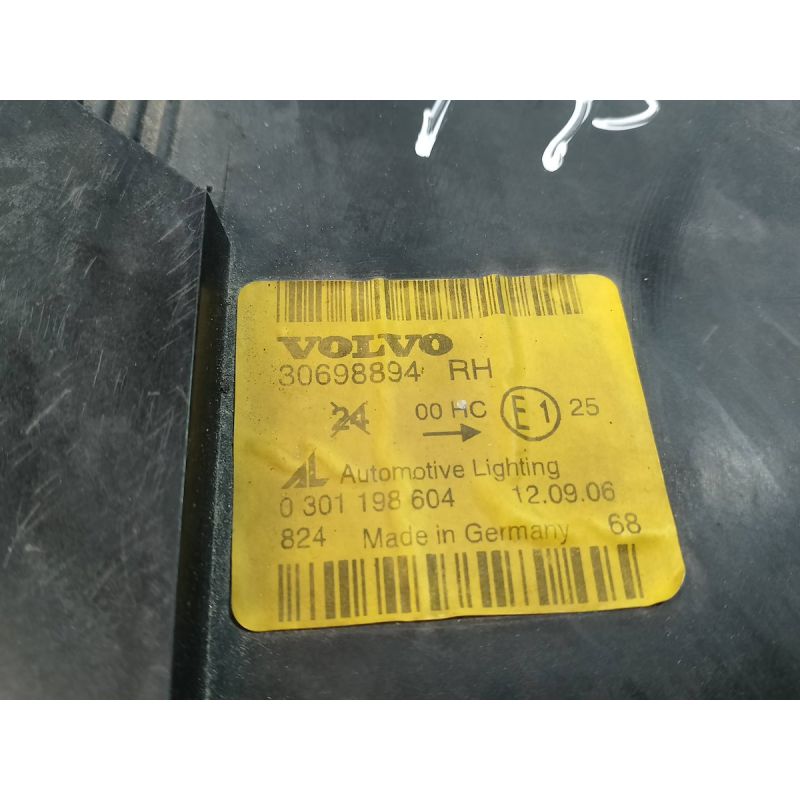 VOLVO
30698894 RH
24 00 HC E1 25
AL Automotive Lighting
0 301 198 604 12.09.06
824 Made in Germany 68